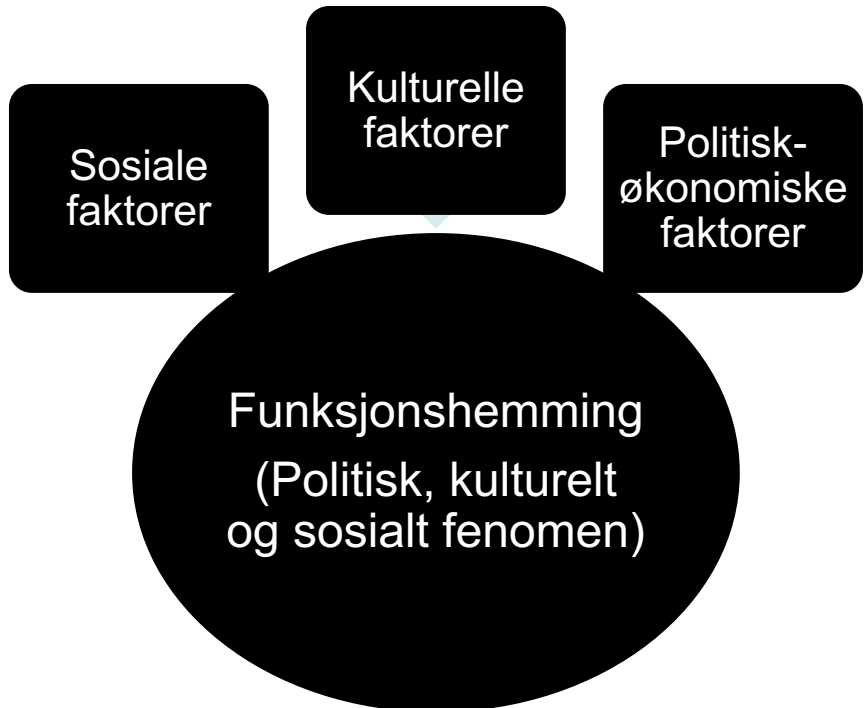 Sosiale
faktorer
Kulturelle
faktorer
Politisk-
økonomiske
faktorer
Funksjonshemming
(Politisk, kulturelt
og sosialt fenomen)